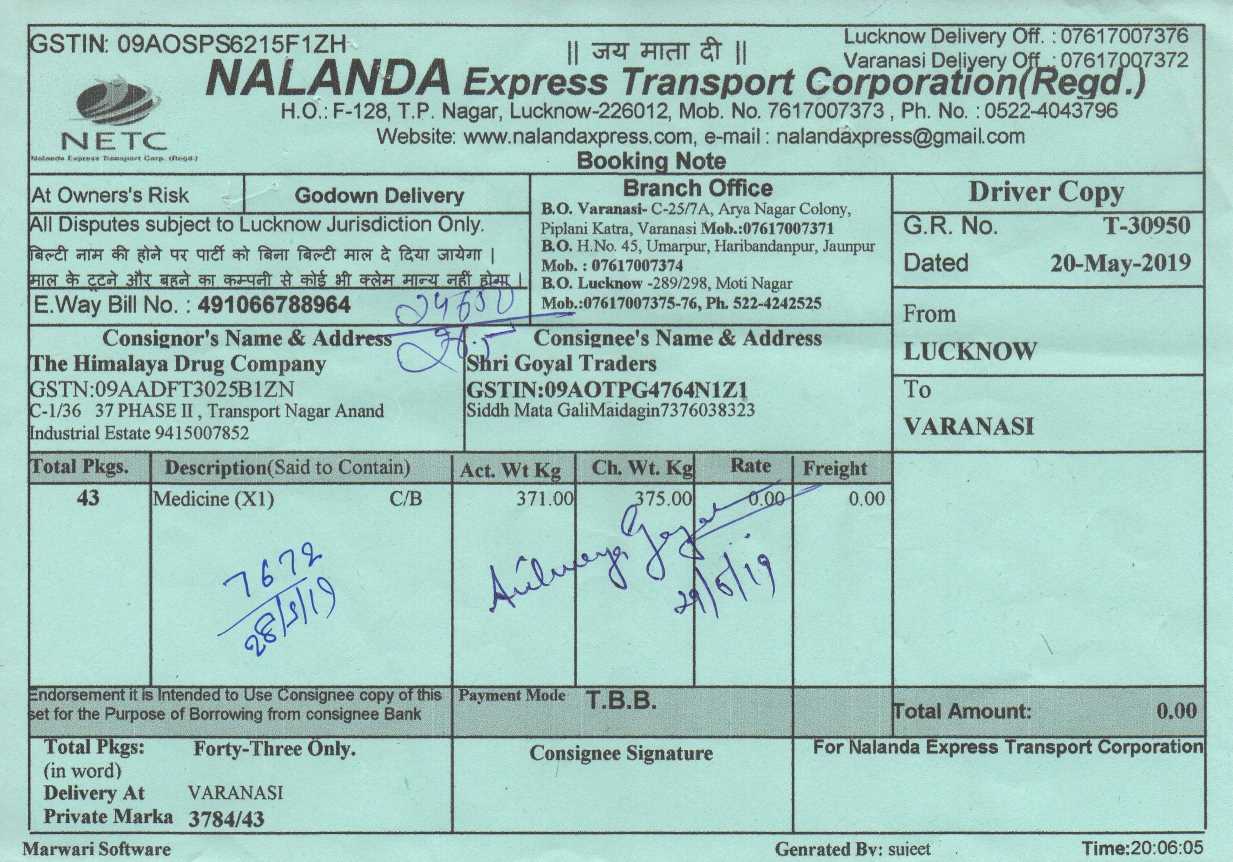 GSTIN: 09AOSPS6215F1ZH
|| जय माता दी ||
Lucknow Delivery Off. : 07617007376
Varanasi Delivery Off. : 07617007372
NALANDA Express Transport Corporation(Regd.)
NETC
Nalanda Express Transport Corp. (Regd.)
H.O.: F-128, T.P. Nagar, Lucknow-226012, Mob. No. 7617007373 , Ph. No. : 0522-4043796
Website: www.nalandaxpress.com, e-mail : nalandaxpress@gmail.com
Booking Note
At Owners's Risk
Godown Delivery
All Disputes subject to Lucknow Jurisdiction Only.
बिल्टी नाम की होने पर पार्टी को बिना बिल्टी माल दे दिया जायेगा |
माल के टूटने और बहने का कम्पनी से कोई भी क्लेम मान्य नहीं होगा |
E.Way Bill No. : 491066788964
Branch Office
B.O. Varanasi- C-25/7A, Arya Nagar Colony,
Piplani Katra, Varanasi Mob.:07617007371
B.O. H.No. 45, Umarpur, Haribandanpur, Jaunpur
Mob. : 07617007374
B.O. Lucknow -289/298, Moti Nagar
Mob.:07617007375-76, Ph. 522-4242525
Driver Copy
G.R. No. T-30950
Dated 20-May-2019
From
LUCKNOW
To
VARANASI
Consignor's Name & Address
The Himalaya Drug Company
GSTN:09AADFT3025B1ZN
C-1/36 37 PHASE II , Transport Nagar Anand
Industrial Estate 9415007852
Consignee's Name & Address
Shri Goyal Traders
GSTIN:09AOTPG4764N1Z1
Siddh Mata GaliMaidagin7376038323
Total Pkgs. Description(Said to Contain) Act. Wt Kg Ch. Wt. Kg Rate Freight
43 Medicine (X1) C/B 371.00 375.00 0.00 0.00
7672
28/5/19
29/5/19
Endorsement it is Intended to Use Consignee copy of this
set for the Purpose of Borrowing from consignee Bank
Payment Mode T.B.B.
Total Amount: 0.00
Total Pkgs: Forty-Three Only.
(in word)
Delivery At VARANASI
Private Marka 3784/43
Consignee Signature
For Nalanda Express Transport Corporation
Marwari Software
Genrated By: sujeet
Time:20:06:05